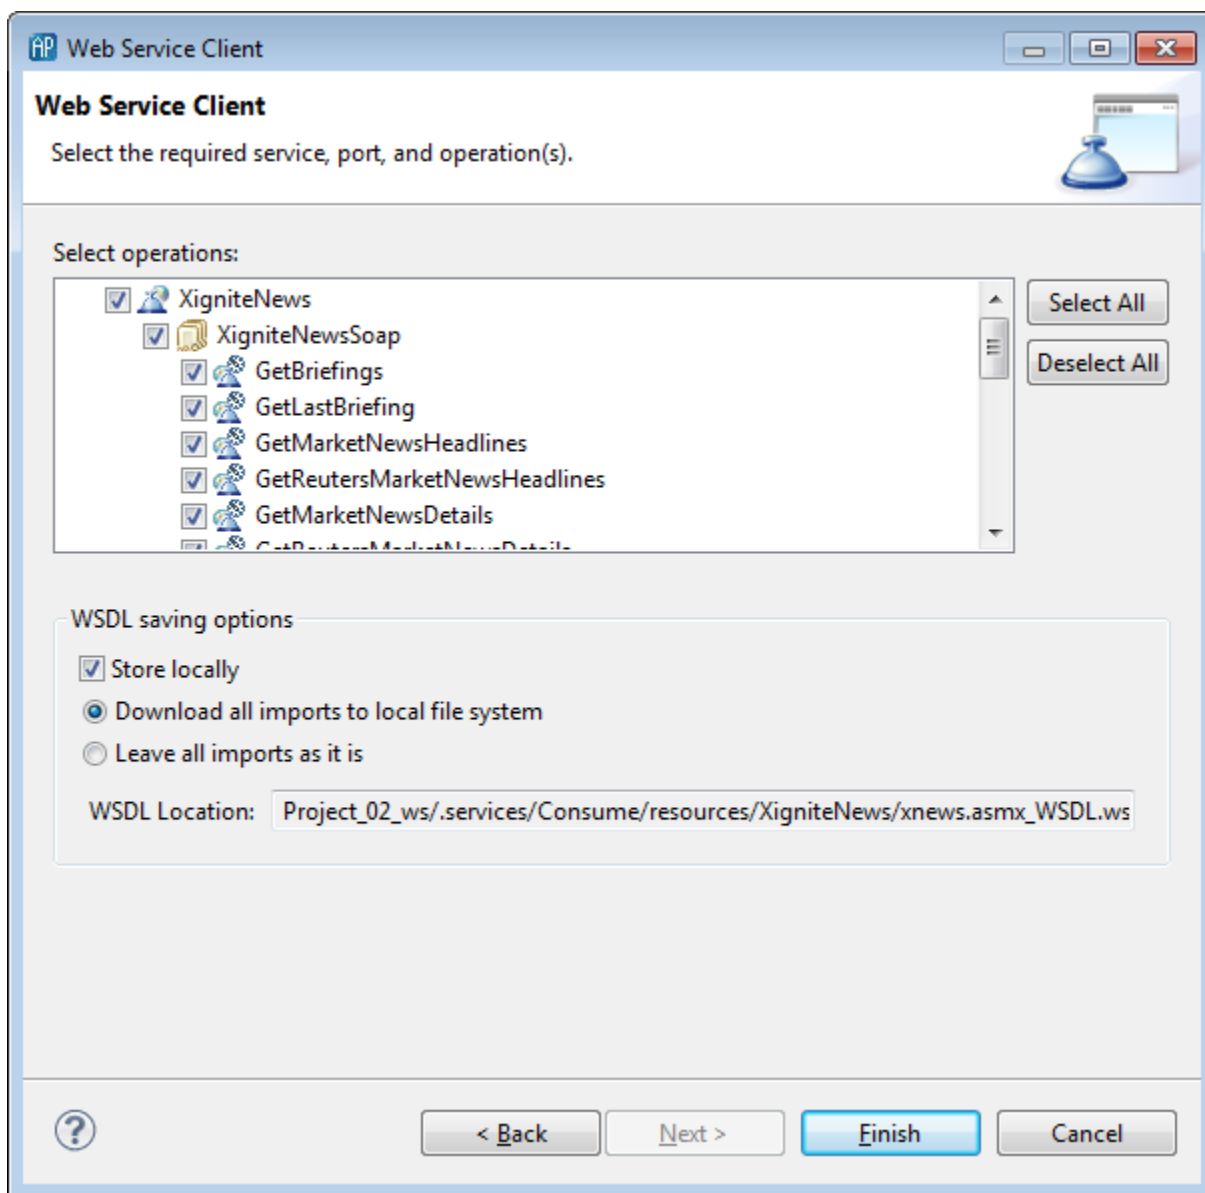 AP Web Service Client
Web Service Client
Select the required service, port, and operation(s).
Select operations:
XigniteNews
Select All
XigniteNewsSoap
GetBriefings
Deselect All
GetLastBriefing
GetMarketNewsHeadlines
GetReutersMarketNewsHeadlines
GetMarketNewsDetails
GetReutersMarketNewsDetails
WSDL saving options
Store locally
Download all imports to local file system
Leave all imports as it is
WSDL Location: Project_02_ws/.services/Consume/resources/XigniteNews/xnews.asmx_WSDL.ws
? < Back Next > Finish Cancel